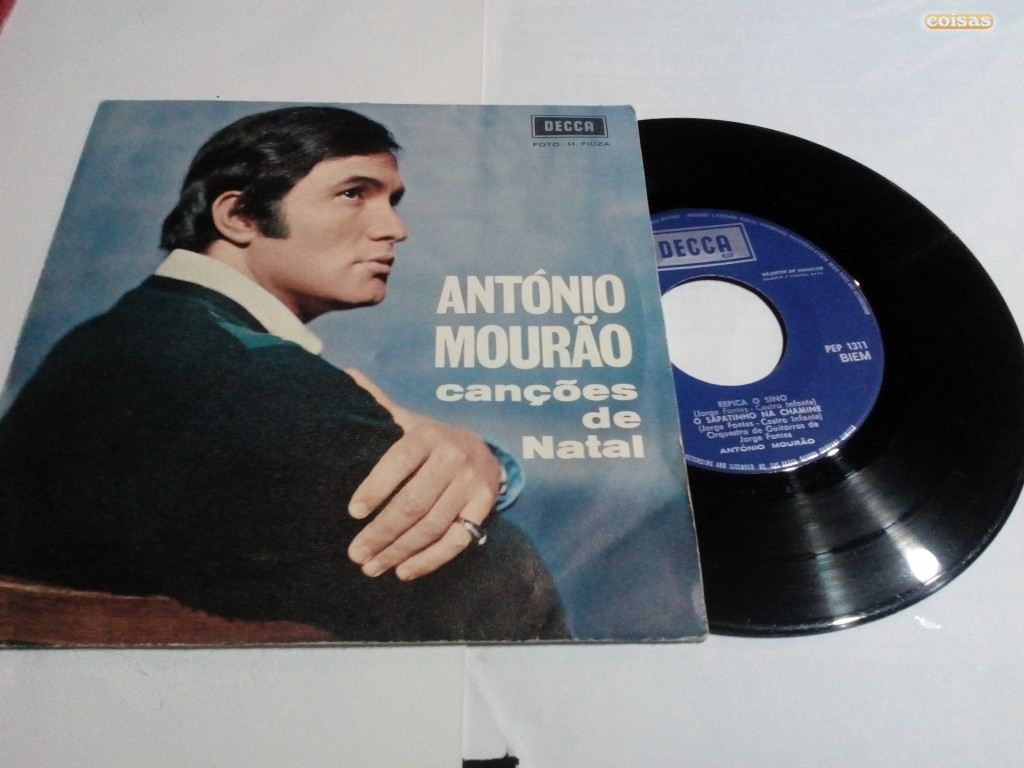 coisas
DECCA
FOTO: H. FIÚZA
ANTÓNIO
MOURÃO
canções
de
Natal
DECCA
PEP 1311
BIEM
REPICA O SINO
(Jorge Fontes - Castro Infante)
O SAPATINHO NA CHAMINÉ
(Jorge Fontes - Castro Infante)
Orquestra de Guitarras de
Jorge Fontes
ANTÓNIO MOURÃO